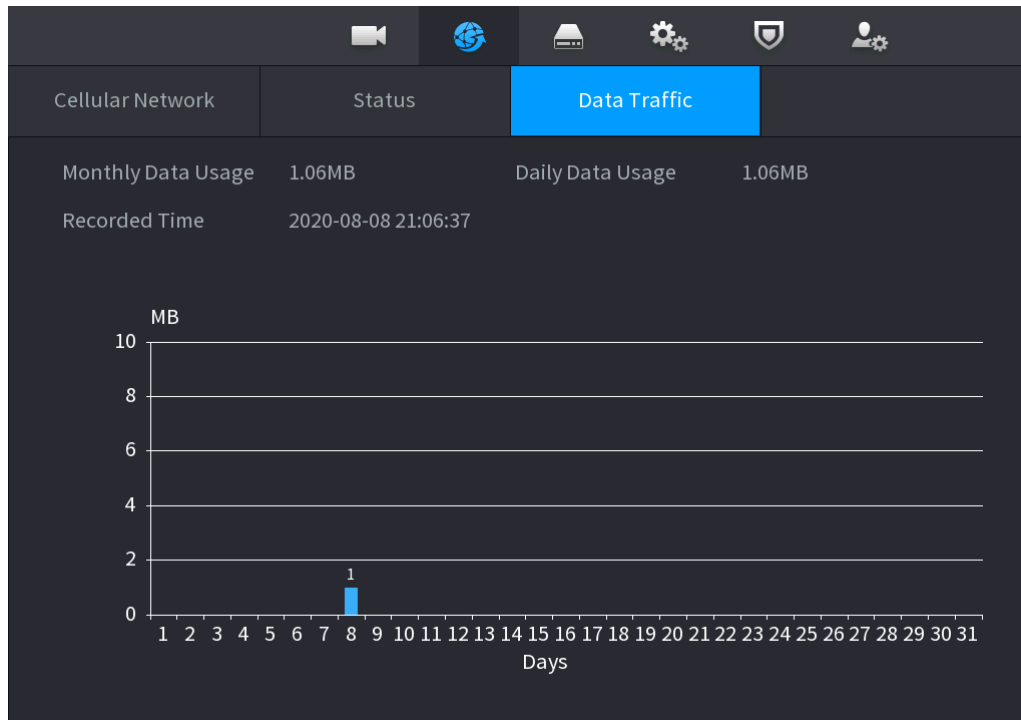 Cellular Network Status Data Traffic
Monthly Data Usage 1.06MB Daily Data Usage 1.06MB
Recorded Time 2020-08-08 21:06:37
MB
10
8
6
4
2
1
0
1 2 3 4 5 6 7 8 9 10 11 12 13 14 15 16 17 18 19 20 21 22 23 24 25 26 27 28 29 30 31
Days